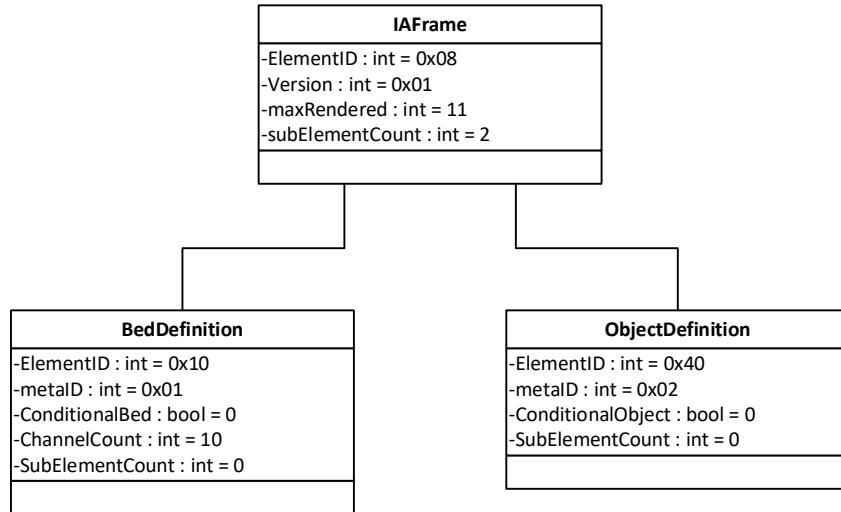 IAFrame
-ElementID : int = 0x08
-Version : int = 0x01
-maxRendered : int = 11
-subElementCount : int = 2
BedDefinition
-ElementID : int = 0x10
-metaID : int = 0x01
-ConditionalBed : bool = 0
-ChannelCount : int = 10
-SubElementCount : int = 0
ObjectDefinition
-ElementID : int = 0x40
-metaID : int = 0x02
-ConditionalObject : bool = 0
-SubElementCount : int = 0